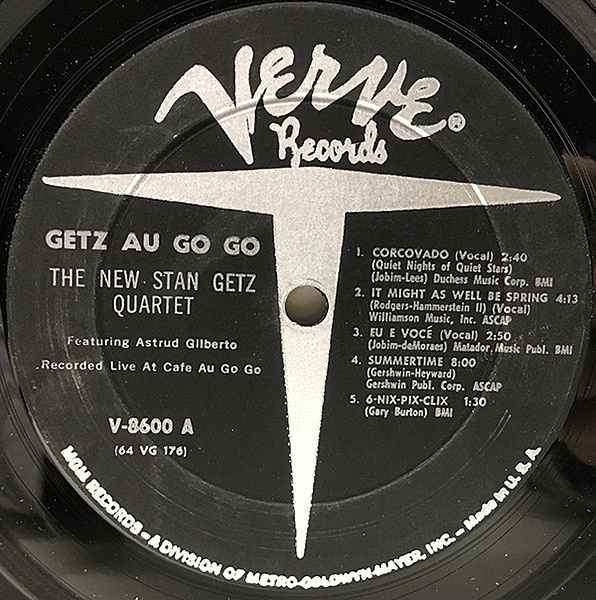 Verve®
Records
GETZ AU GO GO
THE NEW STAN GETZ
QUARTET
Featuring Astrud Gilberto
Recorded Live At Cafe Au Go Go
V-8600 A
(64 VG 176)
1. CORCOVADO (Vocal) 2:40
(Quiet Nights of Quiet Stars)
(Jobim-Lees) Duchess Music Corp. BMI
2. IT MIGHT AS WELL BE SPRING 4:13
(Rodgers-Hammerstein II) (Vocal)
Williamson Music, Inc. ASCAP
3. EU E VOCÉ (Vocal) 2:50
(Jobim-deMoraes) Matador Music Publ. BMI
4. SUMMERTIME 8:00
(Gershwin-Heyward)
Gershwin Publ. Corp. ASCAP
5. 6-NIX-PIX-CLIX 1:30
(Gary Burton) BMI
MGM RECORDS - A DIVISION OF METRO-GOLDWYN-MAYER, INC. - Made in U.S.A.